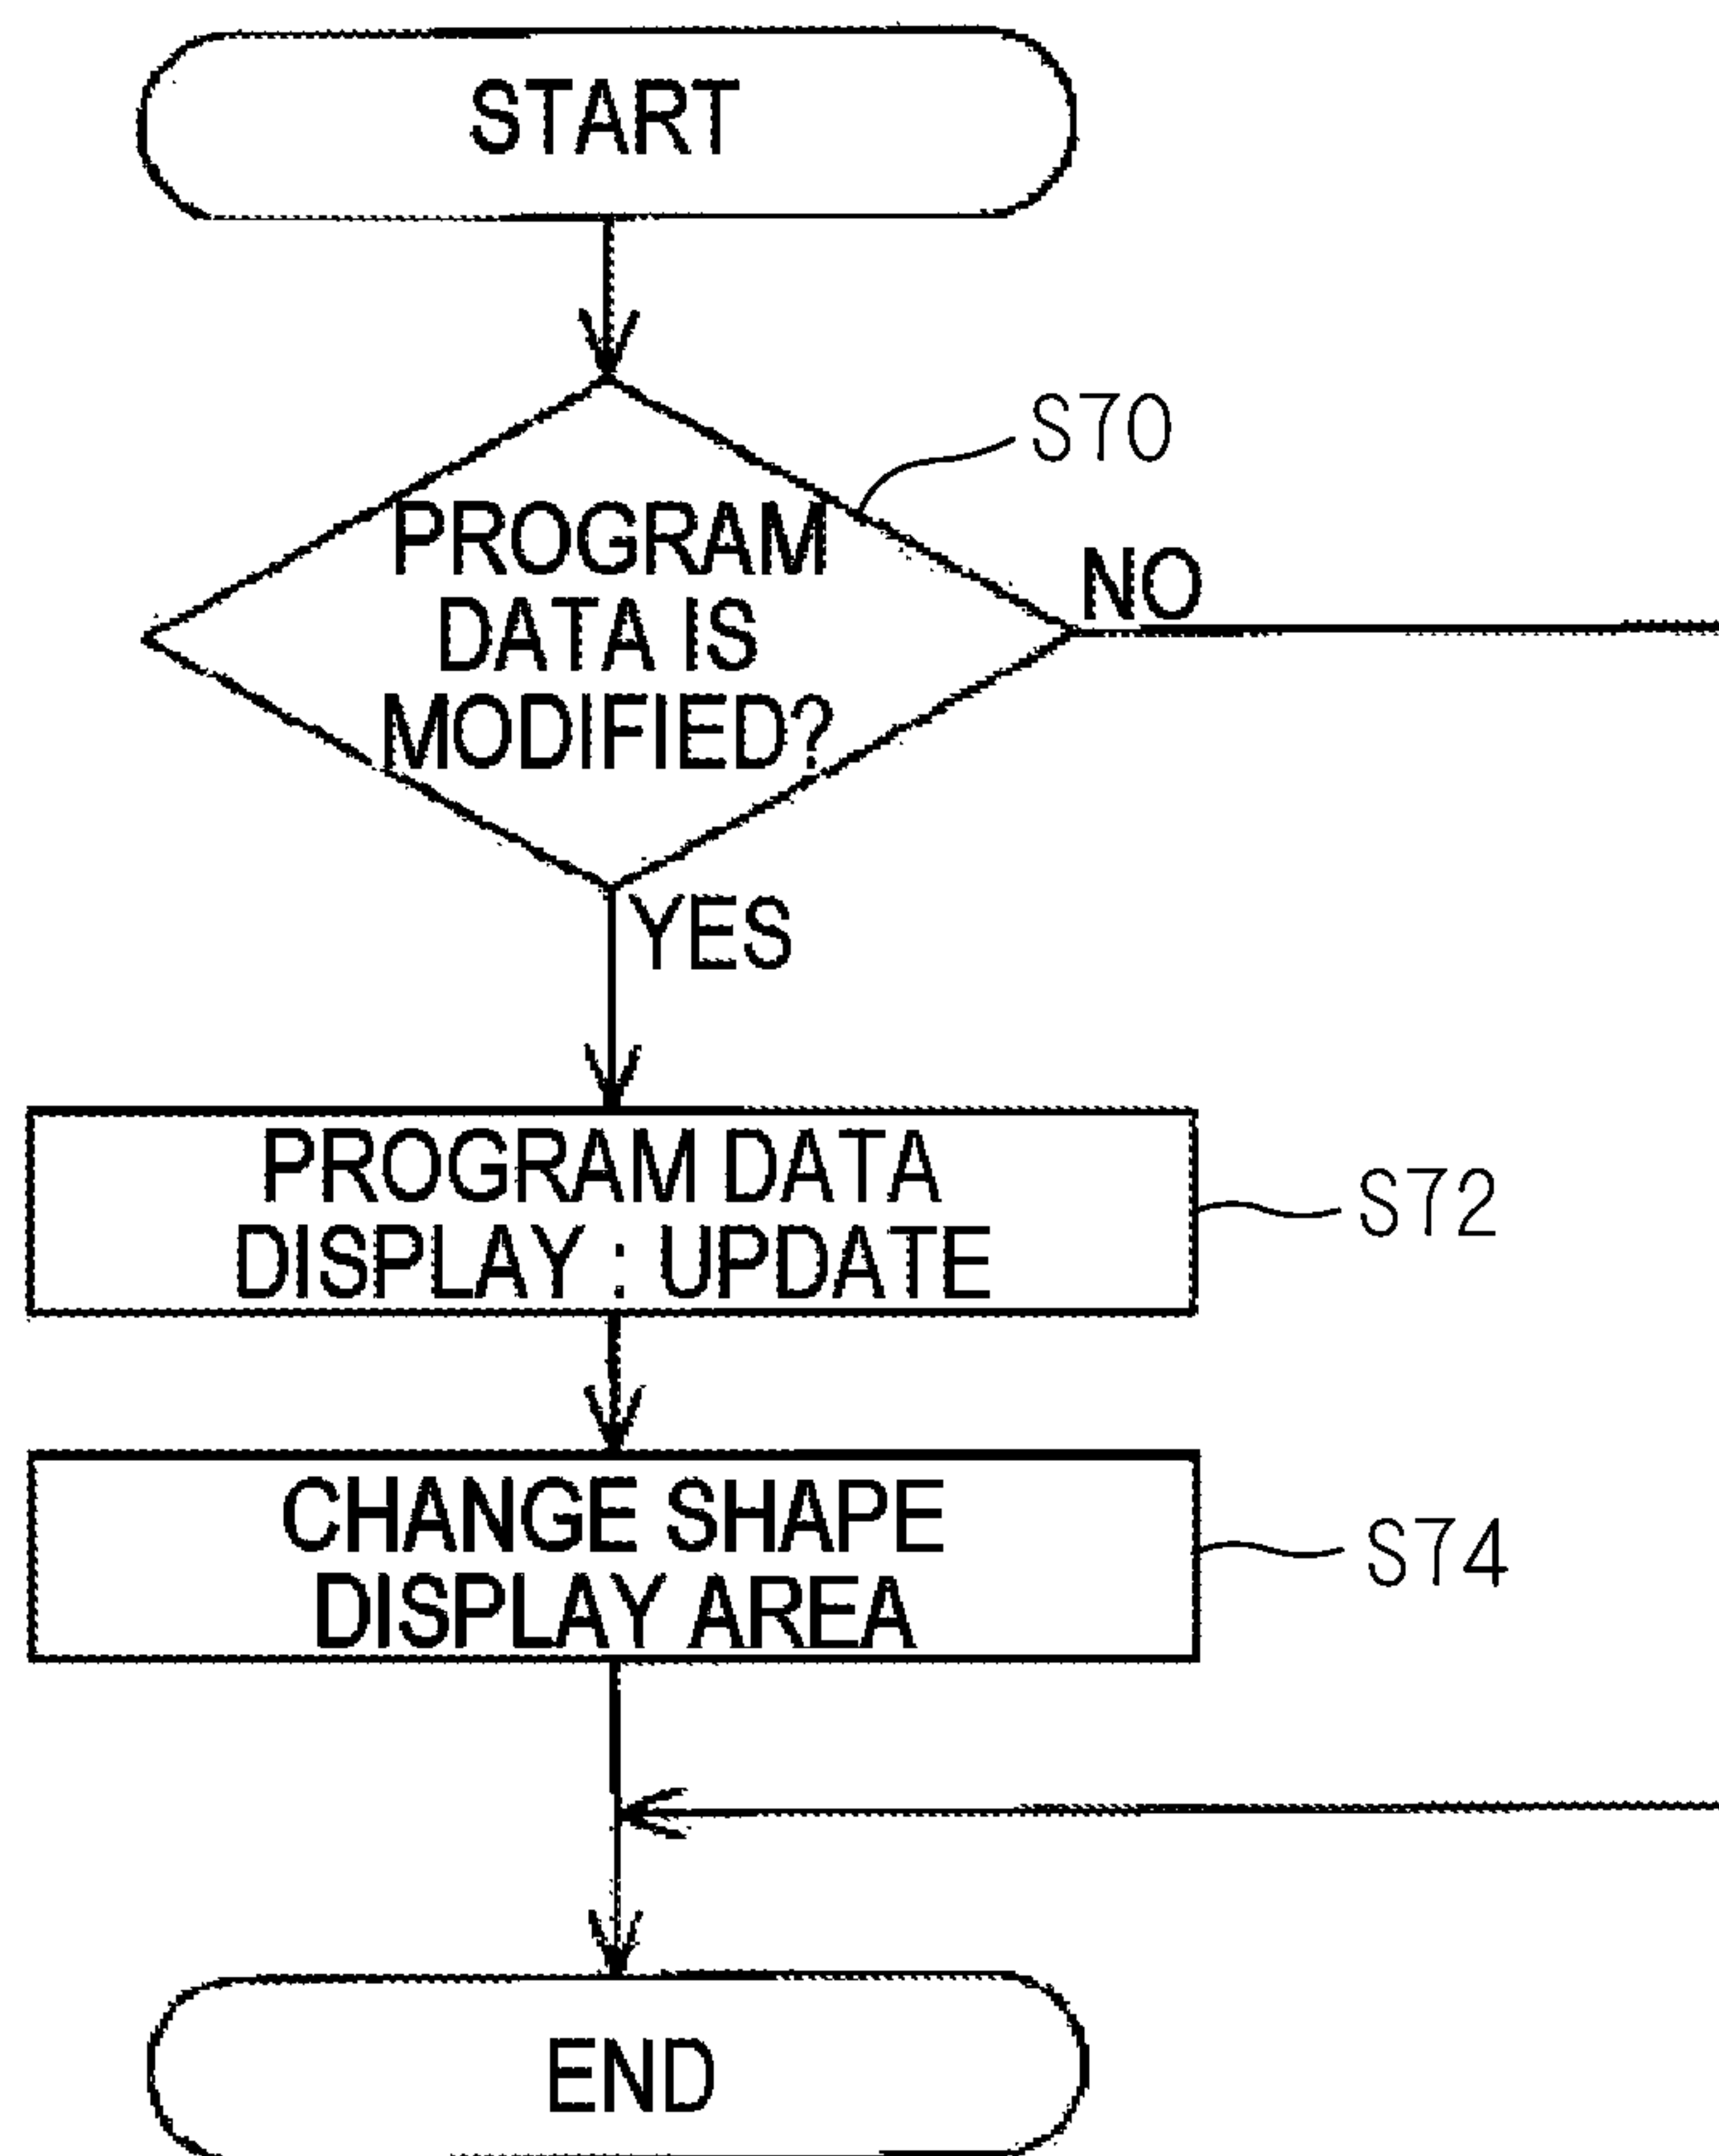 START
S70
PROGRAM
DATA IS
MODIFIED?
NO
YES
PROGRAM DATA
DISPLAY : UPDATE
S72
CHANGE SHAPE
DISPLAY AREA
S74
END